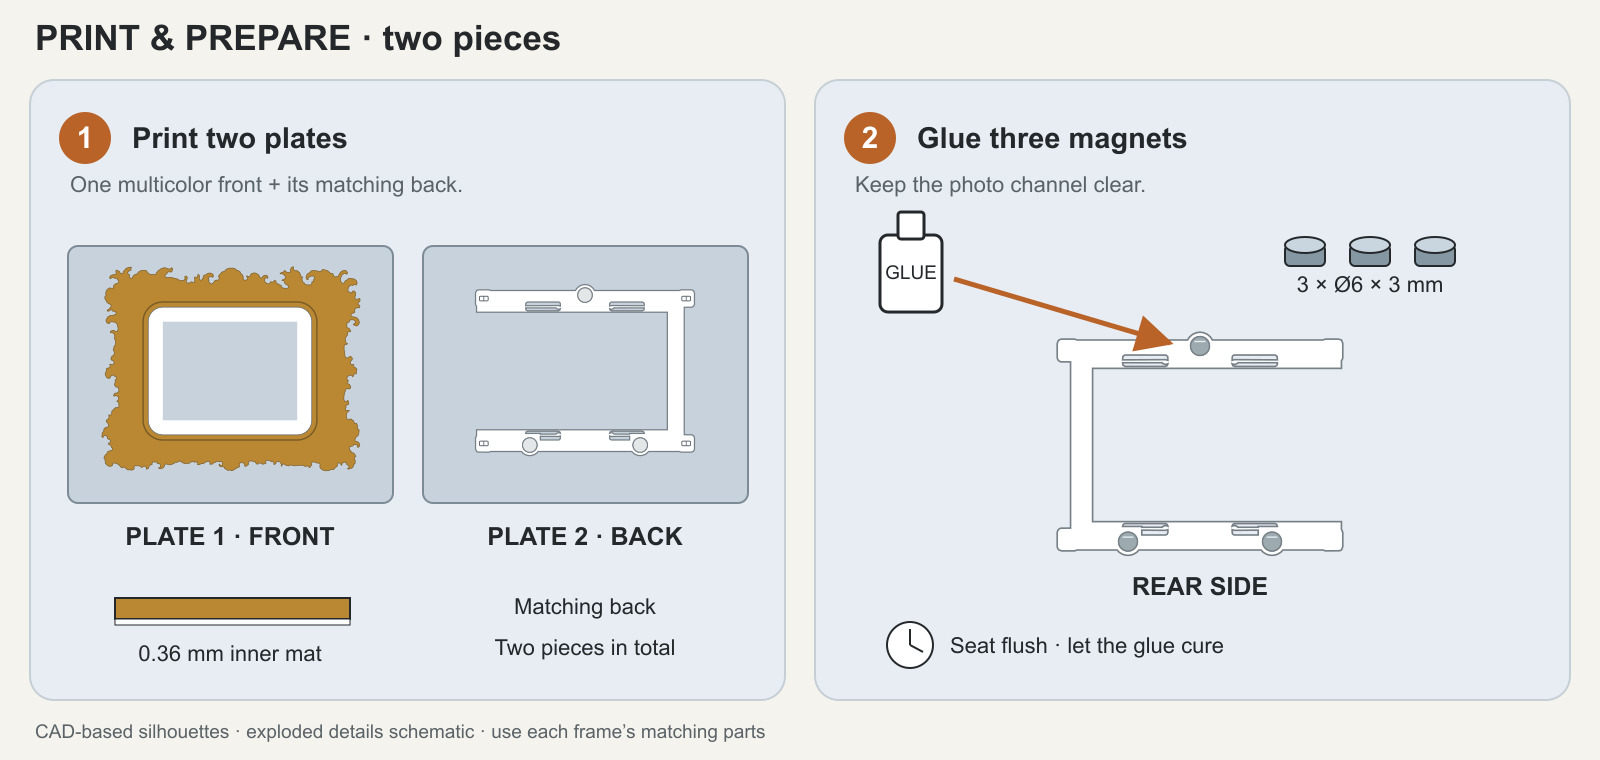 PRINT & PREPARE · two pieces
1 Print two plates
One multicolor front + its matching back.
PLATE 1 · FRONT
PLATE 2 · BACK
0.36 mm inner mat
Matching back
Two pieces in total
2 Glue three magnets
Keep the photo channel clear.
GLUE
3 × Ø6 × 3 mm
REAR SIDE
Seat flush · let the glue cure
CAD-based silhouettes · exploded details schematic · use each frame’s matching parts